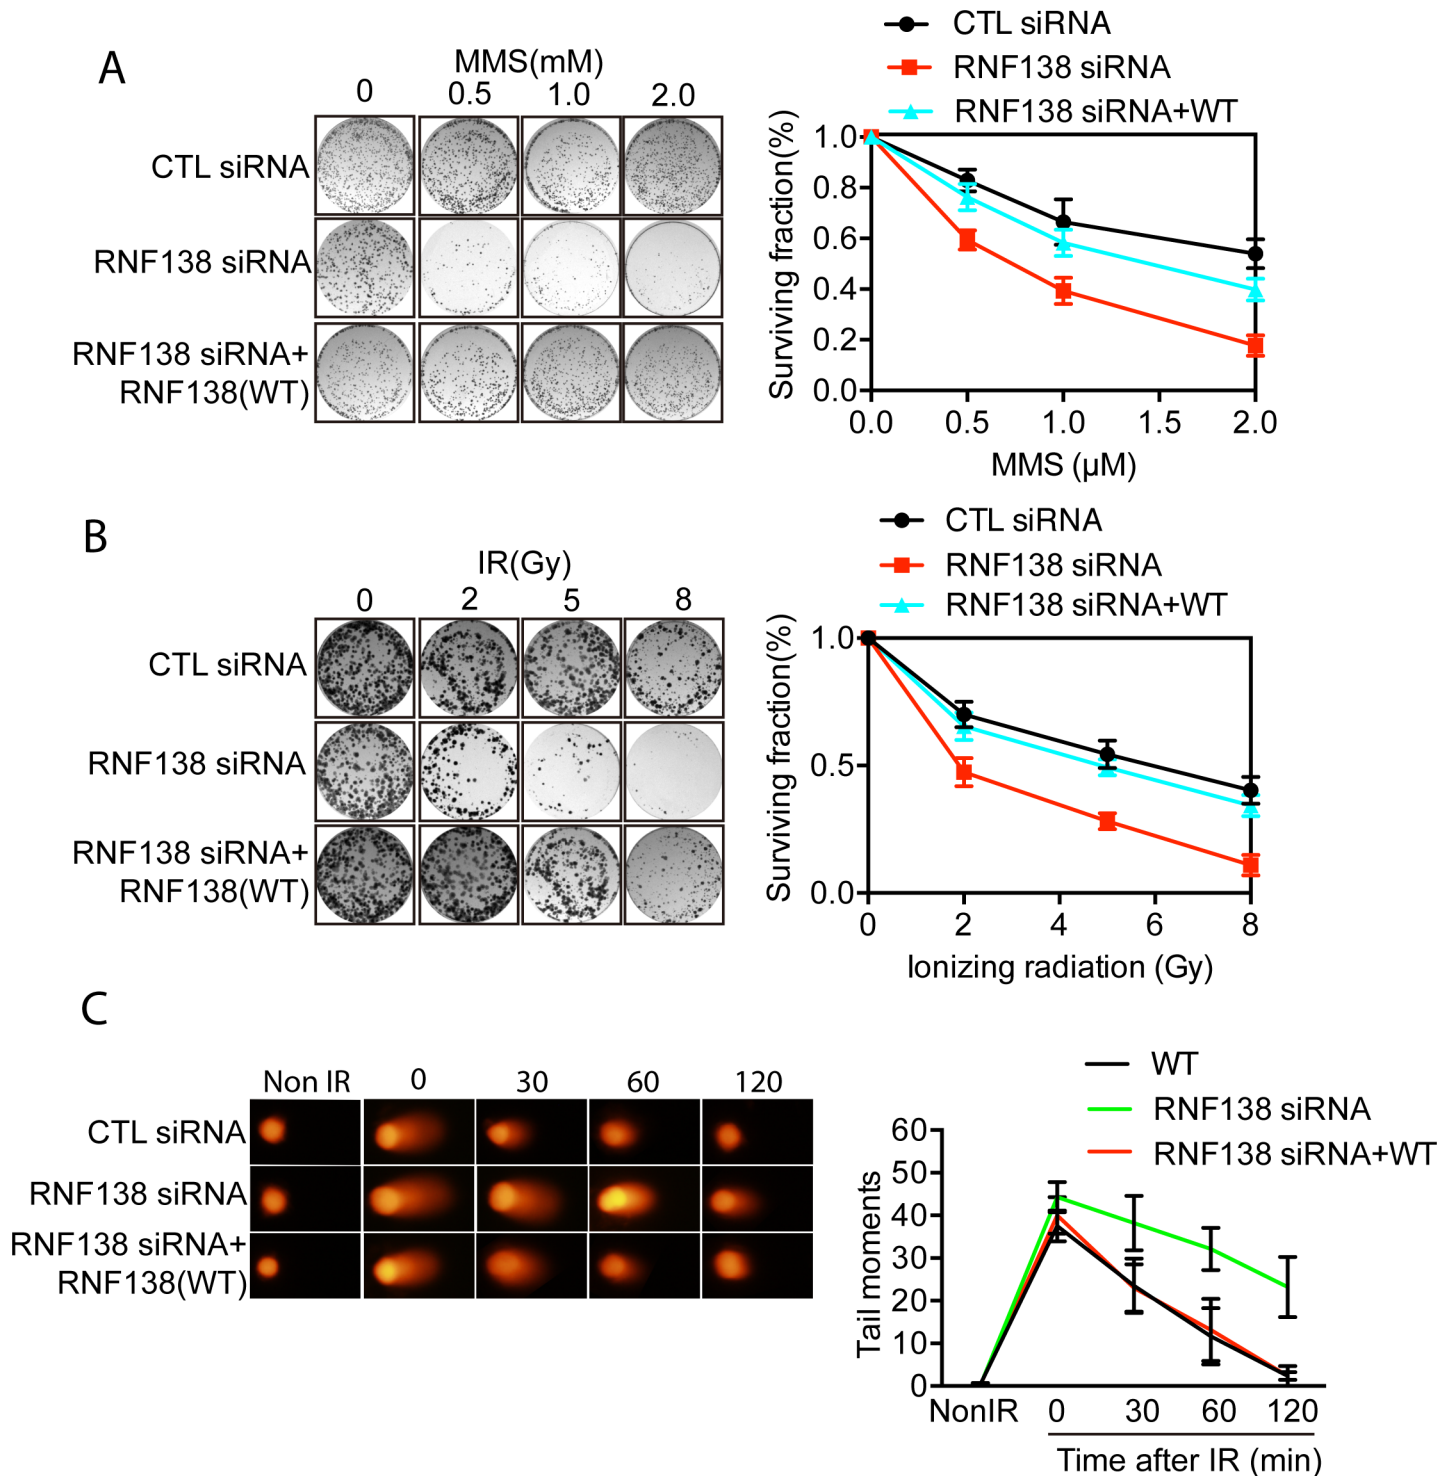 A
MMS(mM)
0 0.5 1.0 2.0
CTL siRNA
RNF138 siRNA
RNF138 siRNA+
RNF138(WT)
CTL siRNA
RNF138 siRNA
RNF138 siRNA+WT
Surviving fraction(%)
1.0
0.8
0.6
0.4
0.2
0.0
0.0 0.5 1.0 1.5 2.0
MMS (µM)
B
IR(Gy)
0 2 5 8
CTL siRNA
RNF138 siRNA
RNF138 siRNA+
RNF138(WT)
CTL siRNA
RNF138 siRNA
RNF138 siRNA+WT
Surviving fraction(%)
1.0
0.5
0.0
0 2 4 6 8
Ionizing radiation (Gy)
C
Non IR 0 30 60 120
CTL siRNA
RNF138 siRNA
RNF138 siRNA+
RNF138(WT)
WT
RNF138 siRNA
RNF138 siRNA+WT
Tail moments
60
50
40
30
20
10
0
NonIR 0 30 60 120
Time after IR (min)